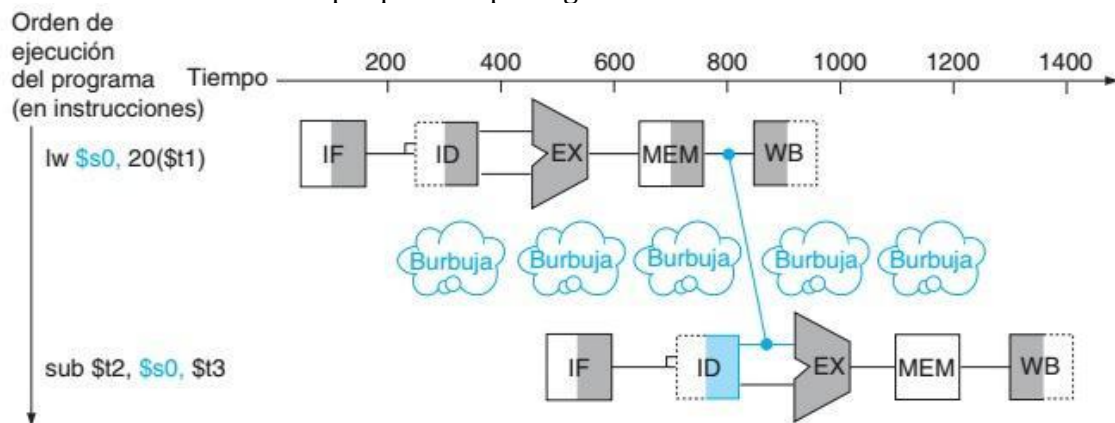 Orden de
ejecución
del programa
(en instrucciones)
Tiempo
200 400 600 800 1000 1200 1400
lw $s0, 20($t1)
IF ID EX MEM WB
Burbuja Burbuja Burbuja Burbuja Burbuja
sub $t2, $s0, $t3
IF ID EX MEM WB